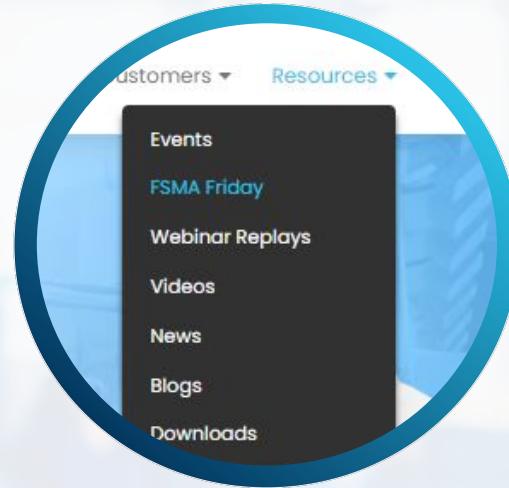 ustomers Resources
Events
FSMA Friday
Webinar Replays
Videos
News
Blogs
Downloads